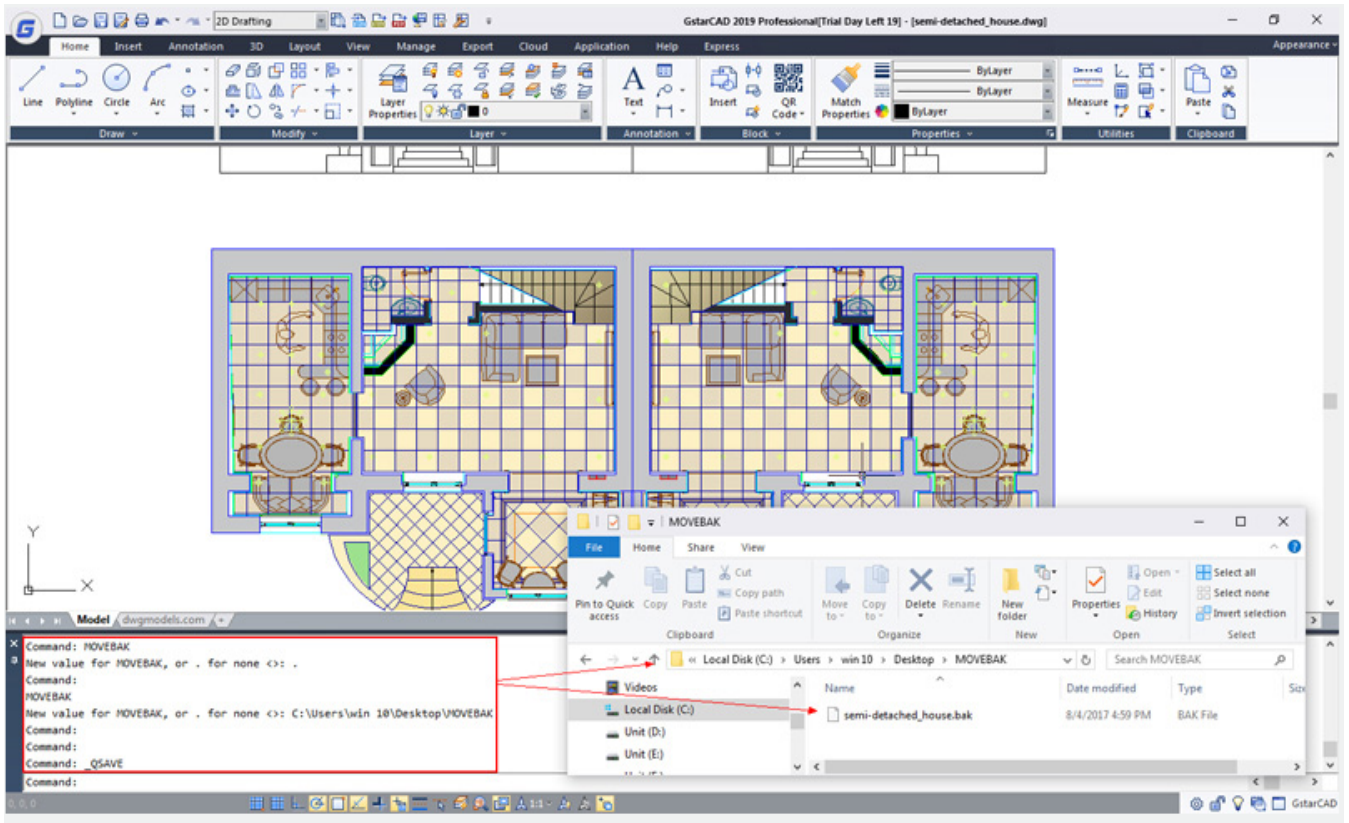 2D Drafting
GstarCAD 2019 Professional[Trial Day Left 19] - [semi-detached_house.dwg]
Home Insert Annotation 3D Layout View Manage Export Cloud Application Help Express Appearance
Line Polyline Circle Arc
Layer Properties
0
Text
Insert
QR Code
Match Properties
ByLayer
ByLayer
ByLayer
Measure
Paste
Draw Modify Layer Annotation Block Properties Utilities Clipboard
Y
X
Model dwgmodels.com
Command: MOVEBAK
New value for MOVEBAK, or . for none <>: .
Command:
MOVEBAK
New value for MOVEBAK, or . for none <>: C:\Users\win 10\Desktop\MOVEBAK
Command:
Command:
Command: _QSAVE
Command:
0, 0, 0
1:1
GstarCAD
MOVEBAK
File Home Share View
Pin to Quick access
Copy
Paste
Cut
Copy path
Paste shortcut
Move to
Copy to
Delete
Rename
New folder
Properties
Open
Edit
History
Select all
Select none
Invert selection
Clipboard Organize New Open Select
« Local Disk (C:) > Users > win 10 > Desktop > MOVEBAK
Search MOVEBAK
Videos
Local Disk (C:)
Unit (D:)
Unit (E:)
Name Date modified Type
semi-detached_house.bak 8/4/2017 4:59 PM BAK File